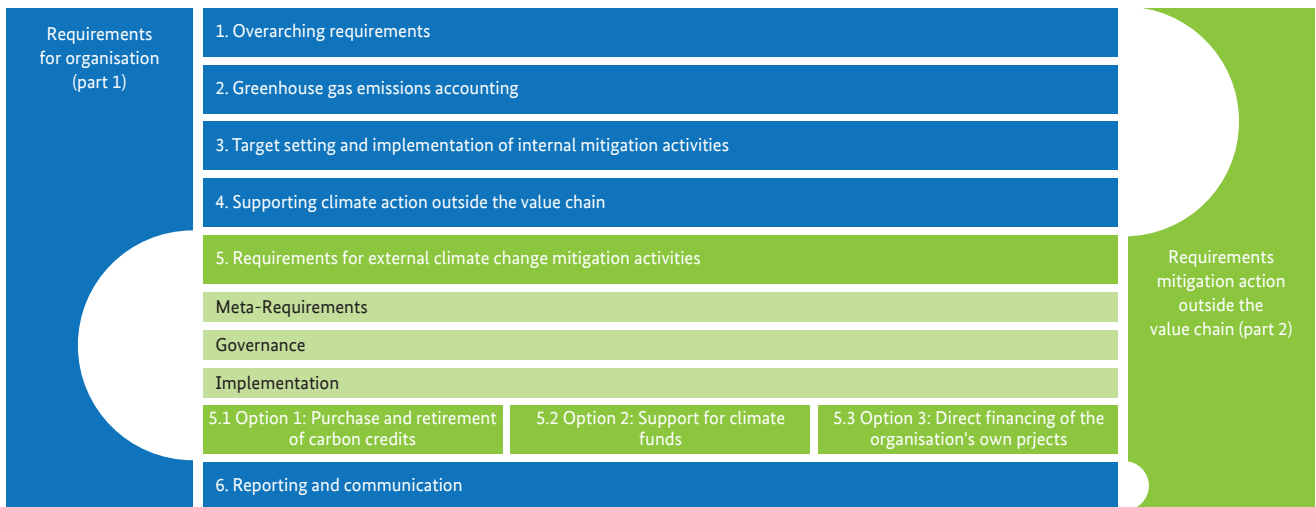 Requirements
for organisation
(part 1)
1. Overarching requirements
2. Greenhouse gas emissions accounting
3. Target setting and implementation of internal mitigation activities
4. Supporting climate action outside the value chain
5. Requirements for external climate change mitigation activities
Meta-Requirements
Governance
Implementation
5.1 Option 1: Purchase and retirement
of carbon credits
5.2 Option 2: Support for climate
funds
5.3 Option 3: Direct financing of the
organisation's own prjects
6. Reporting and communication
Requirements
mitigation action
outside the
value chain (part 2)